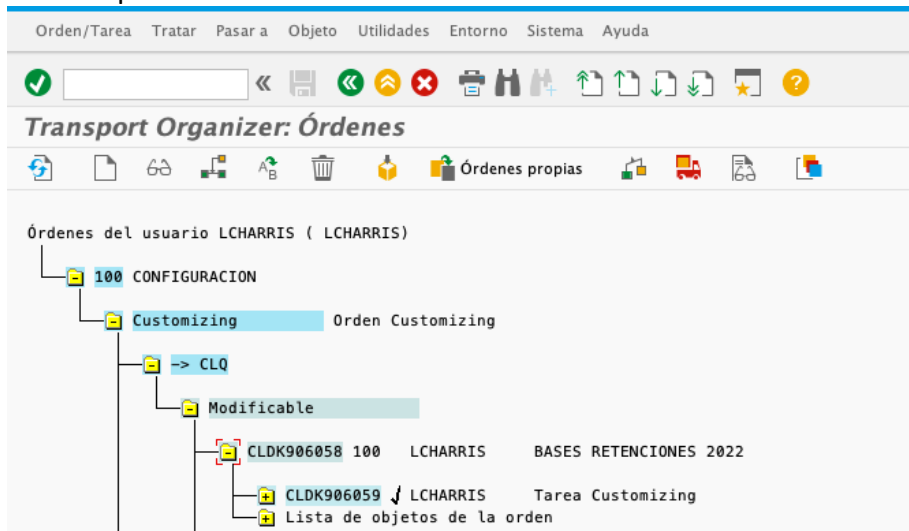 Orden/Tarea Tratar Pasar a Objeto Utilidades Entorno Sistema Ayuda
Transport Organizer: Órdenes
Órdenes propias
Órdenes del usuario LCHARRIS ( LCHARRIS)
100 CONFIGURACION
Customizing Orden Customizing
-> CLQ
Modificable
CLDK906058 100 LCHARRIS BASES RETENCIONES 2022
CLDK906059 LCHARRIS Tarea Customizing
Lista de objetos de la orden